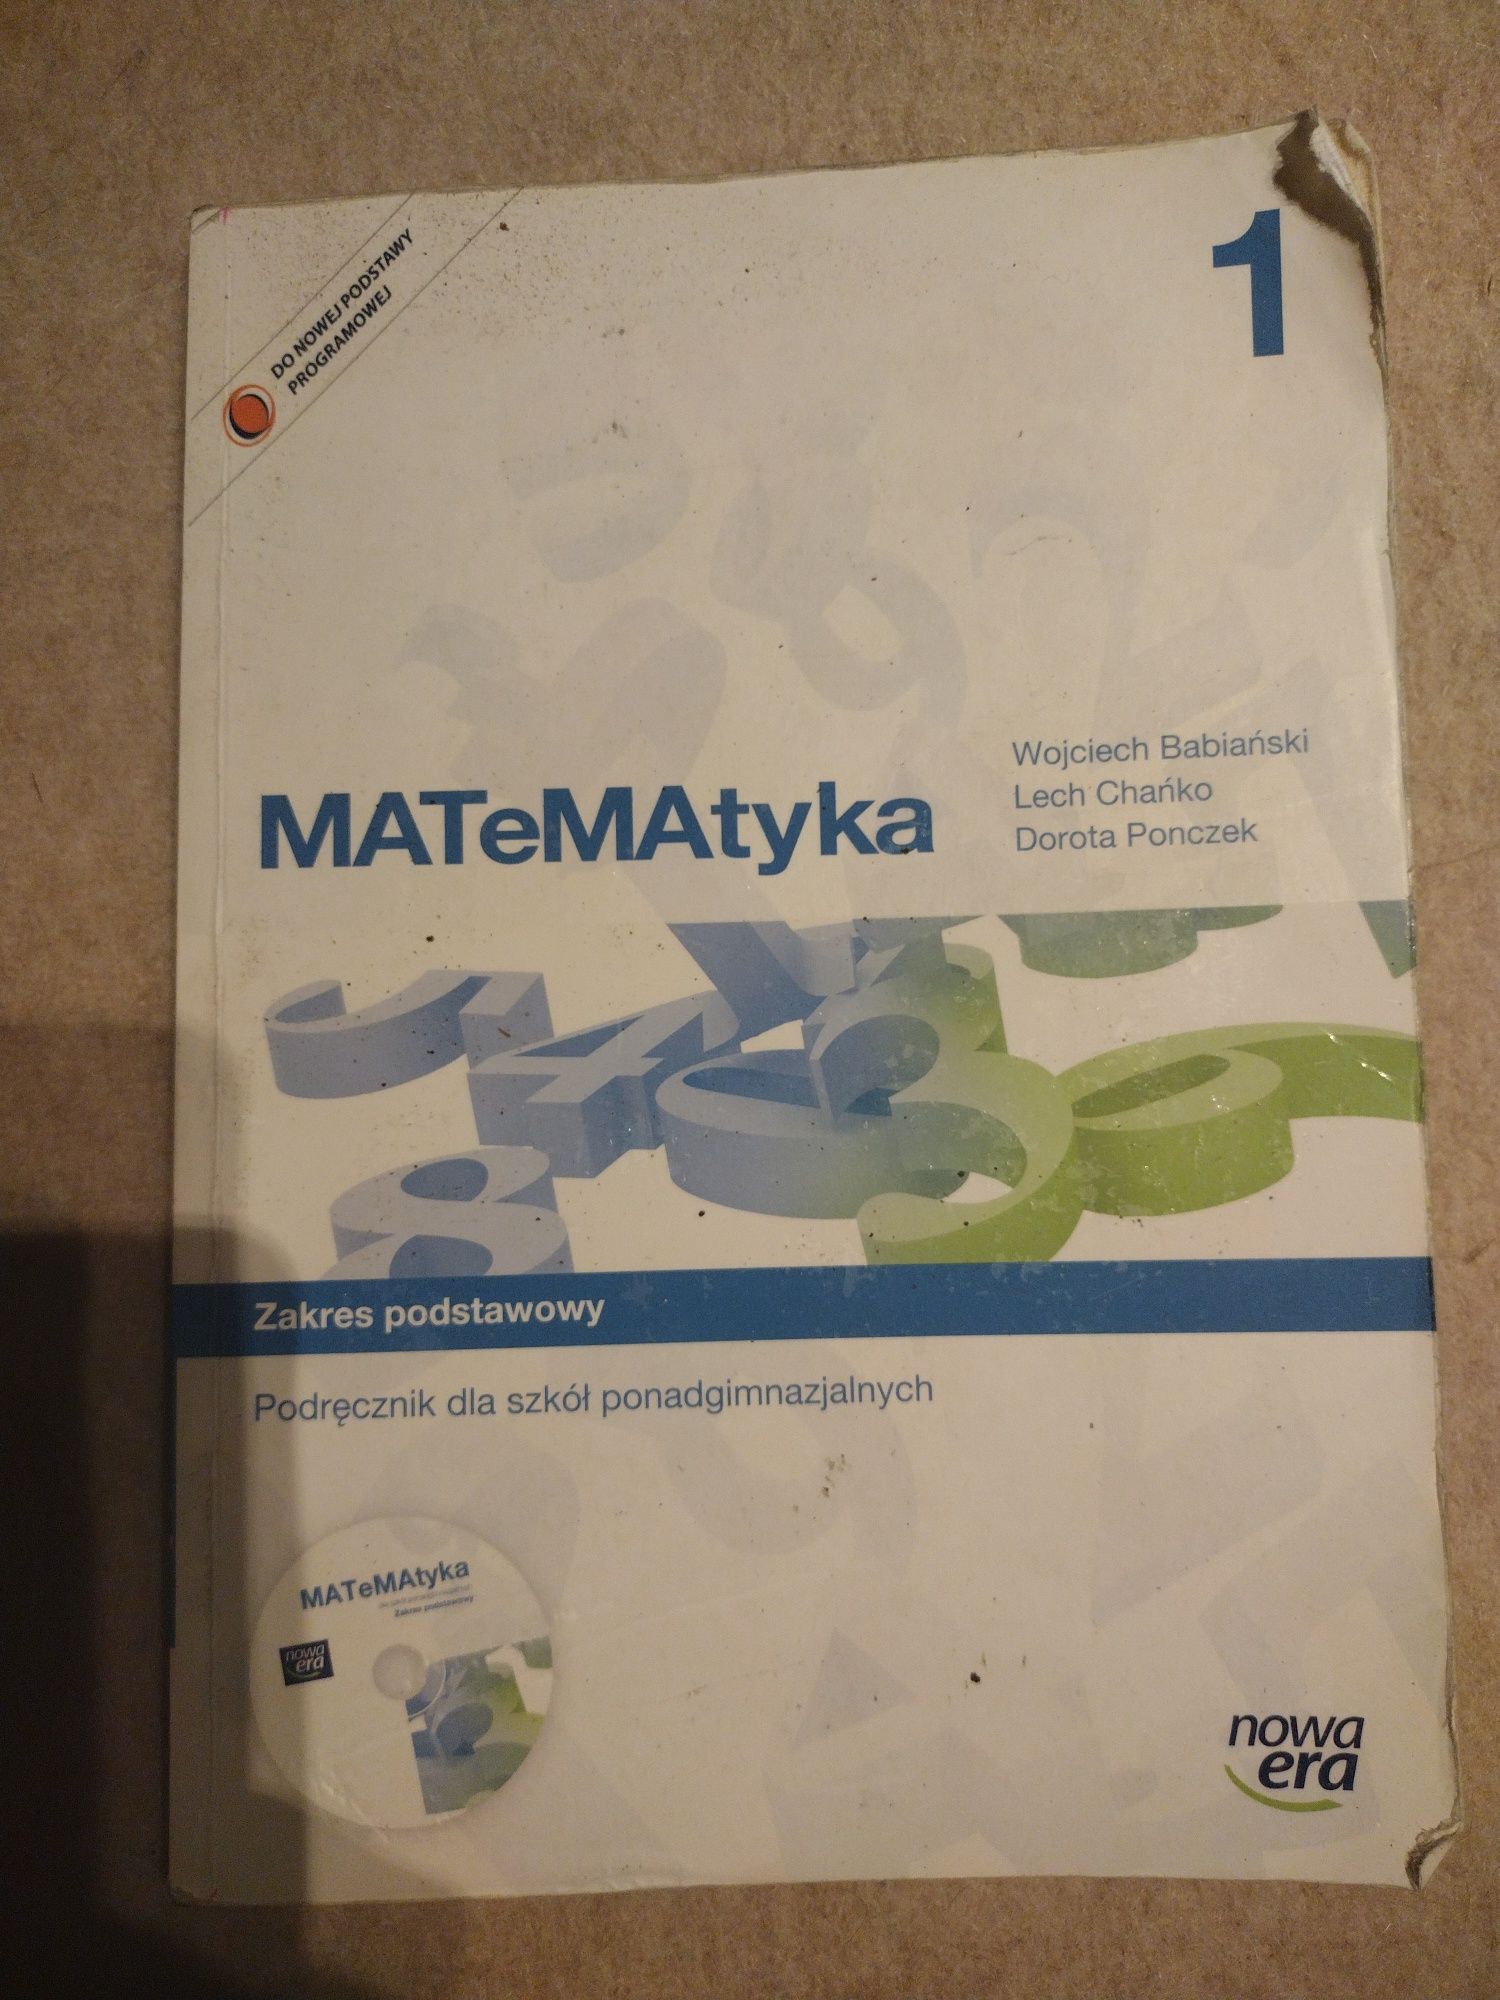 DO NOWEJ PODSTAWY
PROGRAMOWEJ
1
Wojciech Babiański
Lech Chańko
Dorota Ponczek
MATeMAtyka
Zakres podstawowy
Podręcznik dla szkół ponadgimnazjalnych
MATeMAtyka
Zakres podstawowy
nowa
era
nowa
era